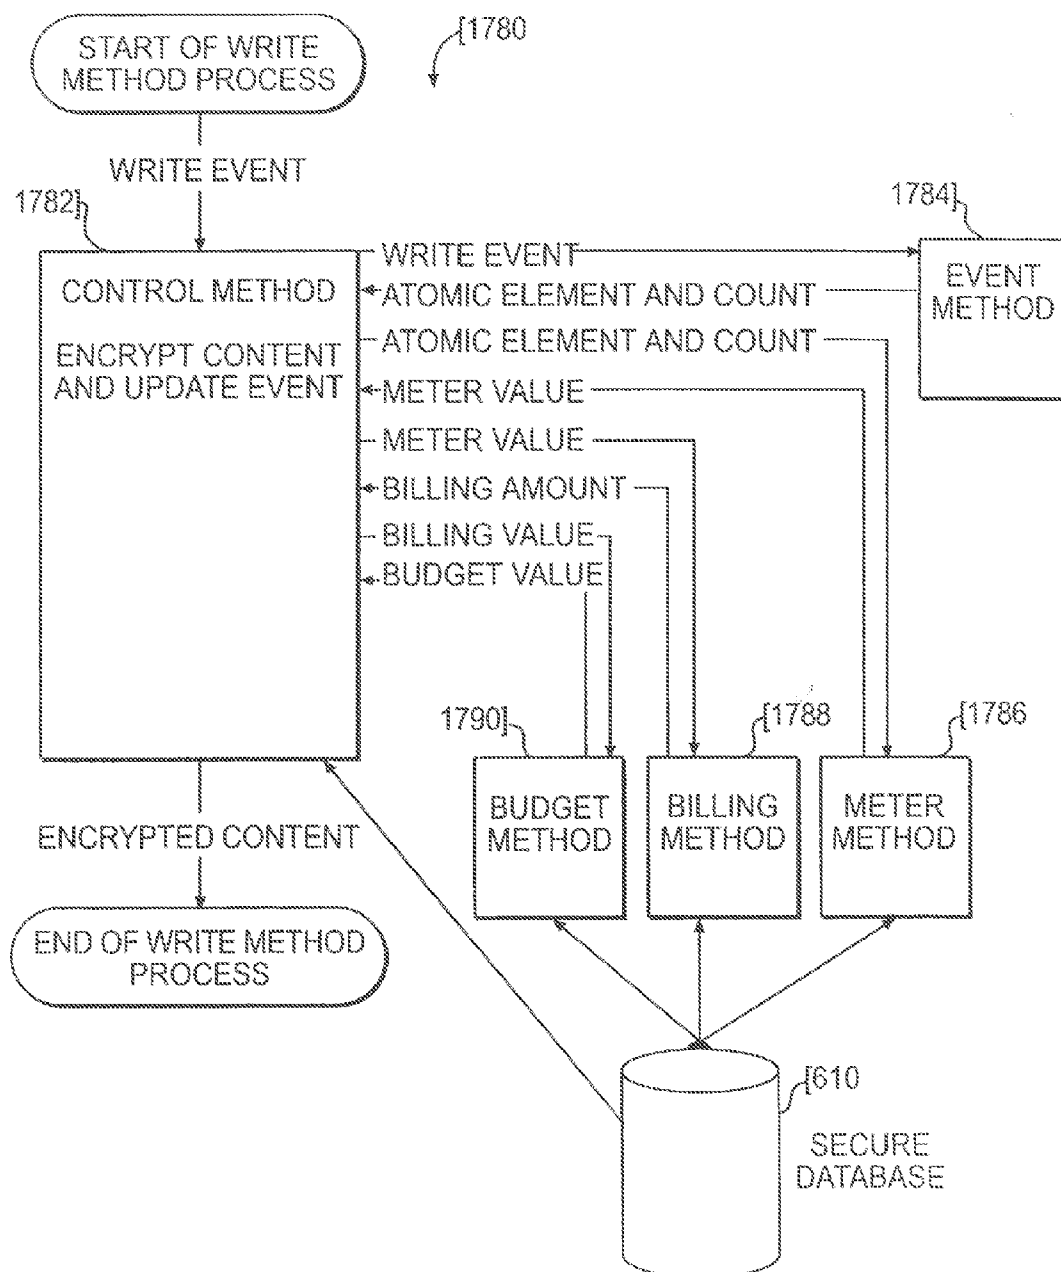 START OF WRITE
METHOD PROCESS
[1780
WRITE EVENT
1782]
1784]
CONTROL METHOD
ENCRYPT CONTENT
AND UPDATE EVENT
WRITE EVENT
ATOMIC ELEMENT AND COUNT
ATOMIC ELEMENT AND COUNT
METER VALUE
METER VALUE
BILLING AMOUNT
BILLING VALUE
BUDGET VALUE
EVENT
METHOD
1790]
[1788
[1786
BUDGET
METHOD
BILLING
METHOD
METER
METHOD
ENCRYPTED CONTENT
END OF WRITE METHOD
PROCESS
[610
SECURE
DATABASE